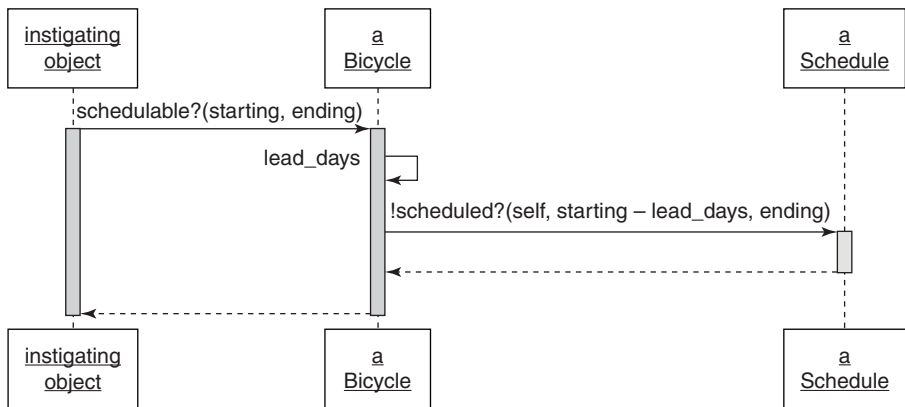 instigating
object
a
Bicycle
a
Schedule
schedulable?(starting, ending)
lead_days
!scheduled?(self, starting – lead_days, ending)
instigating
object
a
Bicycle
a
Schedule